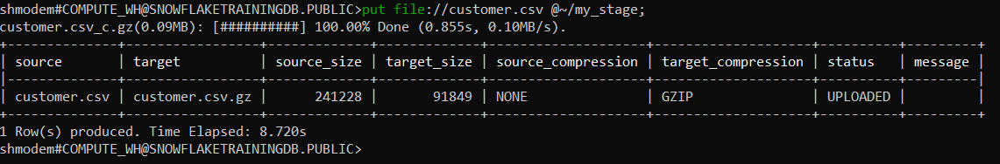 shmodem#COMPUTE_WH@SNOWFLAKETRAININGDB.PUBLIC>put file://customer.csv @~/my_stage;
customer.csv_c.gz(0.09MB): [##########] 100.00% Done (0.855s, 0.10MB/s).
+--------------+-----------------+-------------+-------------+--------------------+--------------------+----------+---------+
| source       | target          | source_size | target_size | source_compression | target_compression | status   | message |
|--------------+-----------------+-------------+-------------+--------------------+--------------------+----------+---------|
| customer.csv | customer.csv.gz |      241228 |       91849 | NONE               | GZIP               | UPLOADED |         |
+--------------+-----------------+-------------+-------------+--------------------+--------------------+----------+---------+
1 Row(s) produced. Time Elapsed: 8.720s
shmodem#COMPUTE_WH@SNOWFLAKETRAININGDB.PUBLIC>